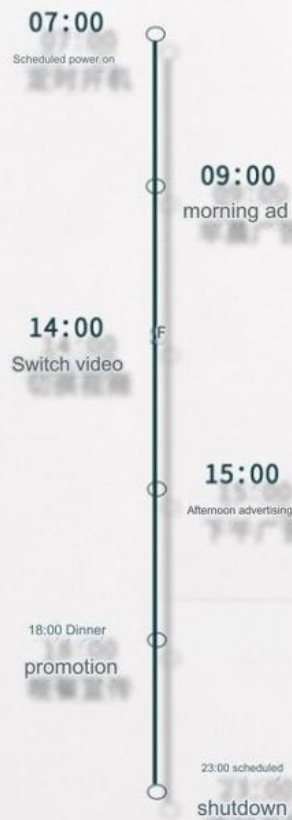 07:00
Scheduled power on
09:00
morning ad
14:00
Switch video
15:00
Afternoon advertising
18:00 Dinner
promotion
23:00 scheduled
shutdown